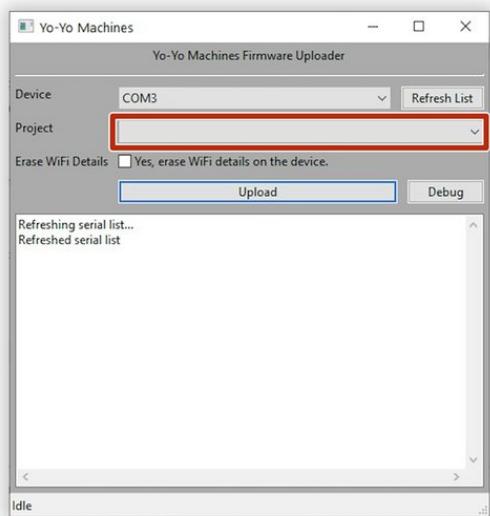 Yo-Yo Machines
Yo-Yo Machines Firmware Uploader
Device COM3 Refresh List
Project
Erase WiFi Details Yes, erase WiFi details on the device.
Upload Debug
Refreshing serial list...
Refreshed serial list
Idle